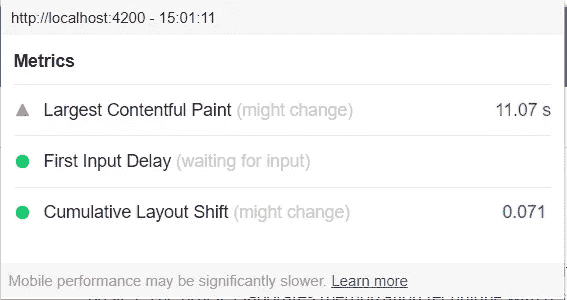 http://localhost:4200 - 15:01:11
Metrics
Largest Contentful Paint (might change) 11.07 s
First Input Delay (waiting for input)
Cumulative Layout Shift (might change) 0.071
Mobile performance may be significantly slower. Learn more